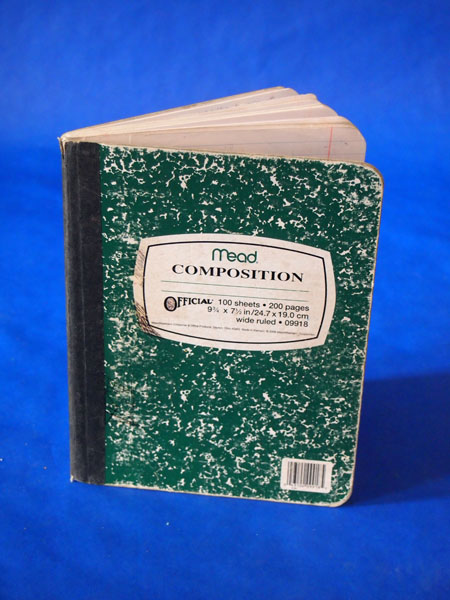 Mead
COMPOSITION
OFFICIAL 100 sheets • 200 pages
9¾ x 7½ in/24.7 x 19.0 cm
wide ruled • 09918